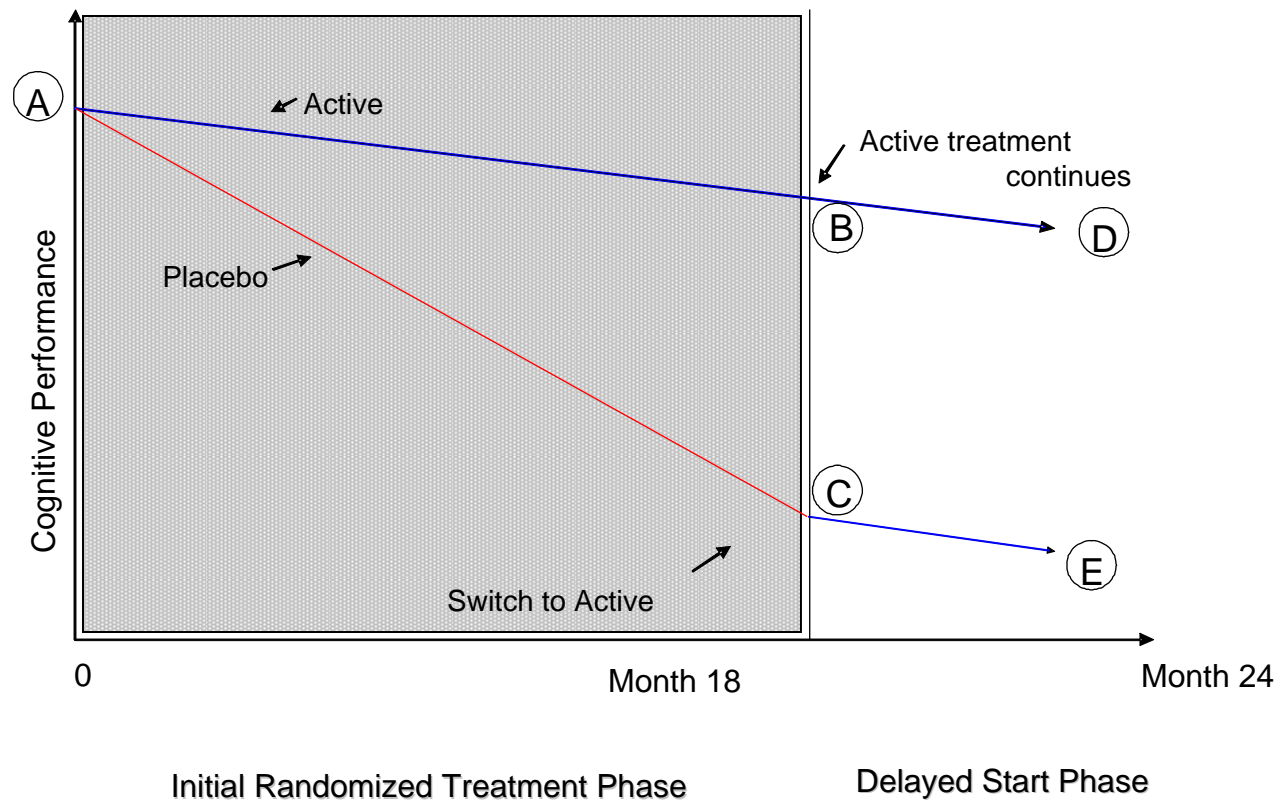 A
Active
Active treatment
continues
B
D
Placebo
Cognitive Performance
C
E
Switch to Active
0
Month 18
Month 24
Initial Randomized Treatment Phase
Delayed Start Phase